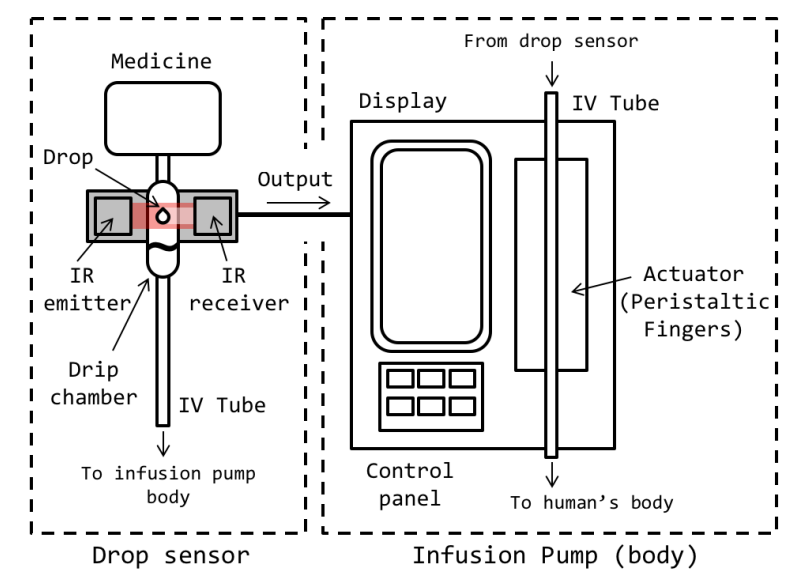 Medicine
Drop
Output
IR
emitter
IR
receiver
Drip
chamber
IV Tube
To infusion pump
body
Drop sensor
From drop sensor
Display
IV Tube
Actuator
(Peristaltic
Fingers)
Control
panel
To human's body
Infusion Pump (body)